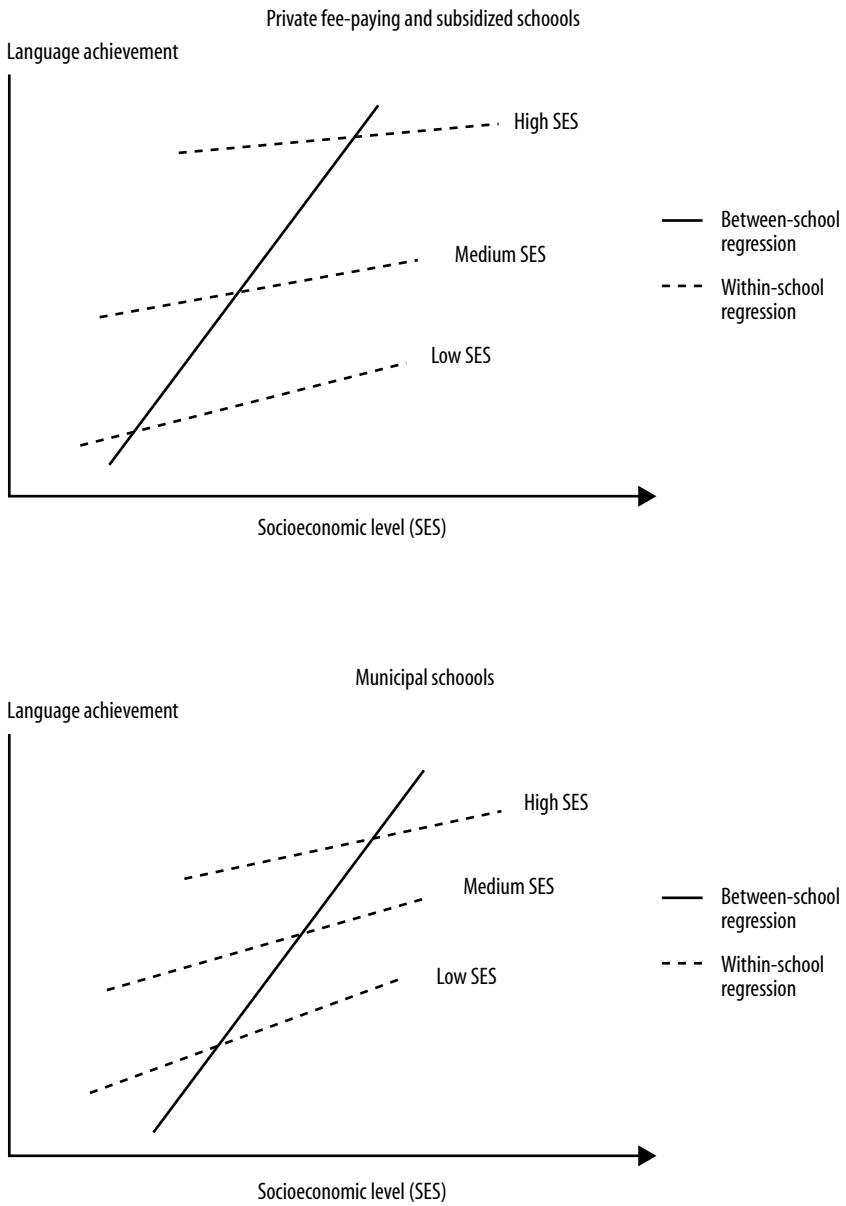 Private fee-paying and subsidized schoools
Language achievement
High SES
Between-school
regression
Medium SES
Within-school
regression
Low SES
Socioeconomic level (SES)
Municipal schoools
Language achievement
High SES
Medium SES
Between-school
regression
Within-school
regression
Low SES
Socioeconomic level (SES)